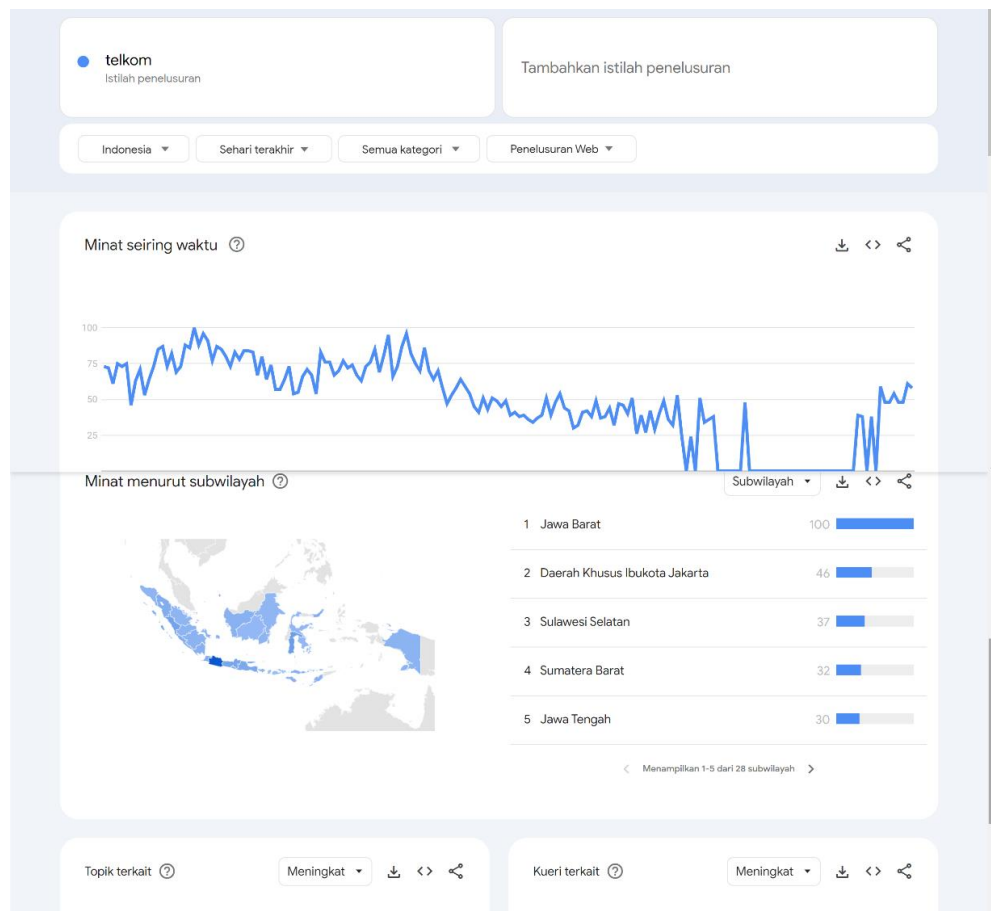 telkom
Istilah penelusuran
Tambahkan istilah penelusuran
Indonesia
Sehari terakhir
Semua kategori
Penelusuran Web
Minat seiring waktu
100
75
50
25
Minat menurut subwilayah
Subwilayah
1 Jawa Barat 100
2 Daerah Khusus Ibukota Jakarta 46
3 Sulawesi Selatan 37
4 Sumatera Barat 32
5 Jawa Tengah 30
Menampilkan 1-5 dari 28 subwilayah
Topik terkait
Meningkat
Kueri terkait
Meningkat